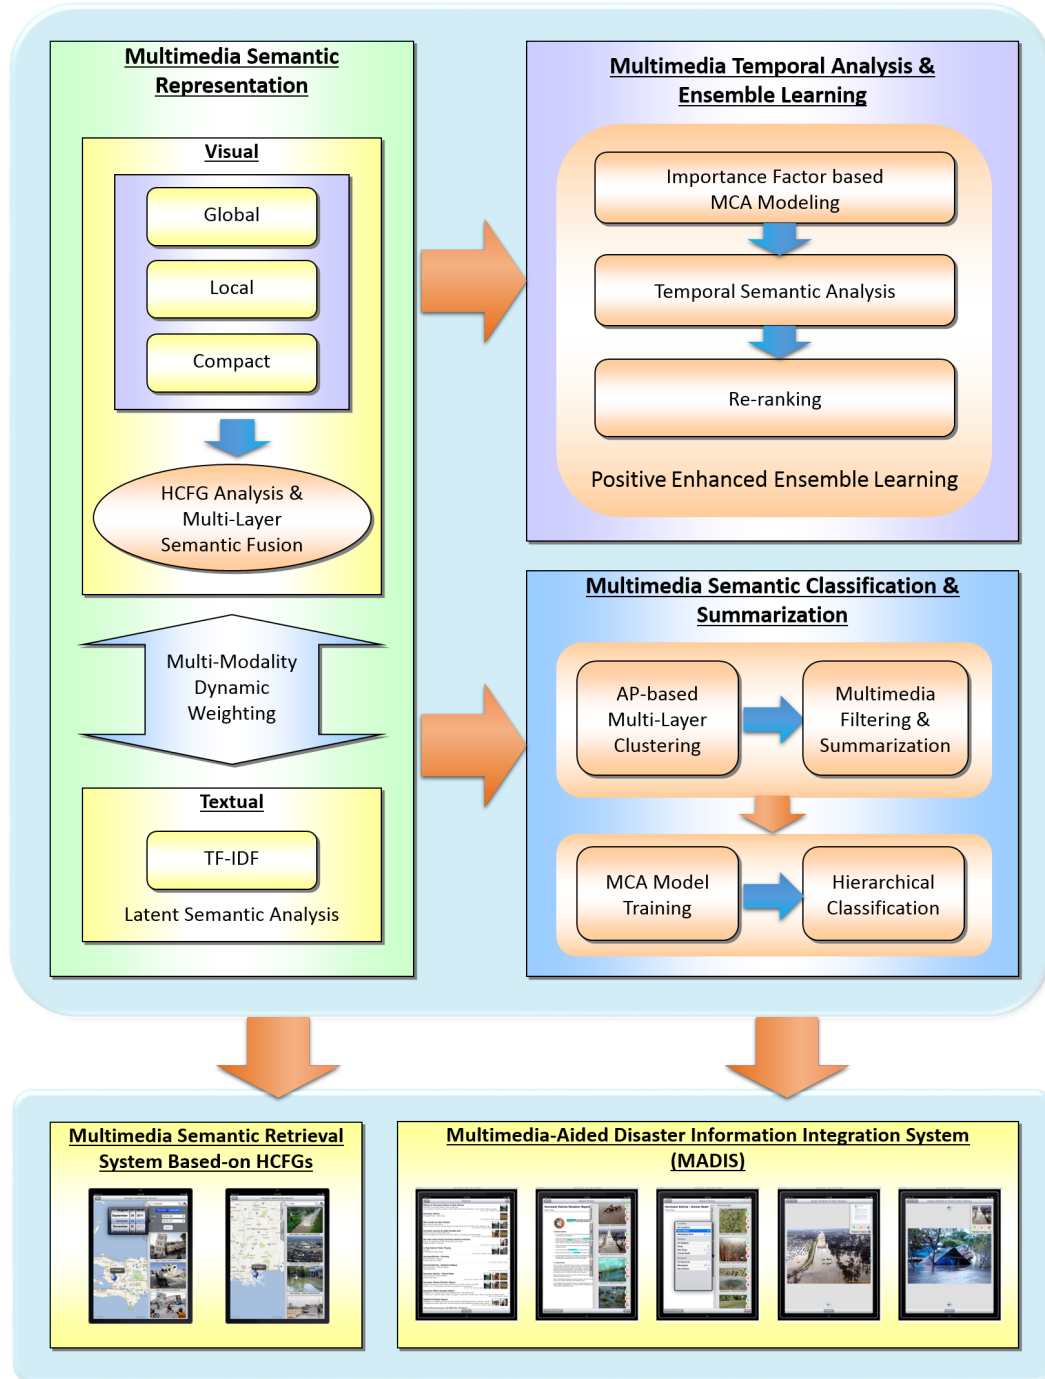 Multimedia Semantic
Representation
Visual
Global
Local
Compact
HCFG Analysis &
Multi-Layer
Semantic Fusion
Multi-Modality
Dynamic
Weighting
Textual
TF-IDF
Latent Semantic Analysis
Multimedia Temporal Analysis &
Ensemble Learning
Importance Factor based
MCA Modeling
Temporal Semantic Analysis
Re-ranking
Positive Enhanced Ensemble Learning
Multimedia Semantic Classification &
Summarization
AP-based
Multi-Layer
Clustering
Multimedia
Filtering &
Summarization
MCA Model
Training
Hierarchical
Classification
Multimedia Semantic Retrieval
System Based-on HCFGs
Multimedia-Aided Disaster Information Integration System
(MADIS)